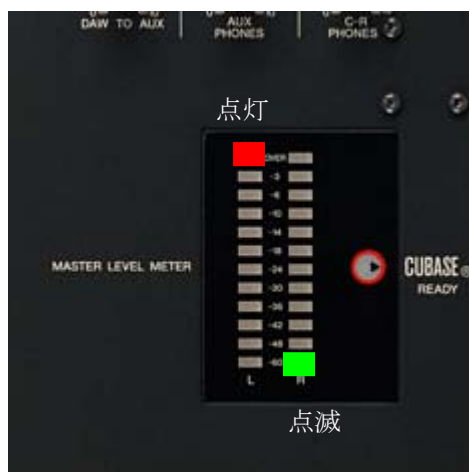 DAW TO AUX
AUX
PHONES
C-R
PHONES
点灯
-3
-6
-10
-14
-18
-24
-30
-36
-42
-48
-60
MASTER LEVEL METER
CUBASE
READY
L
点滅